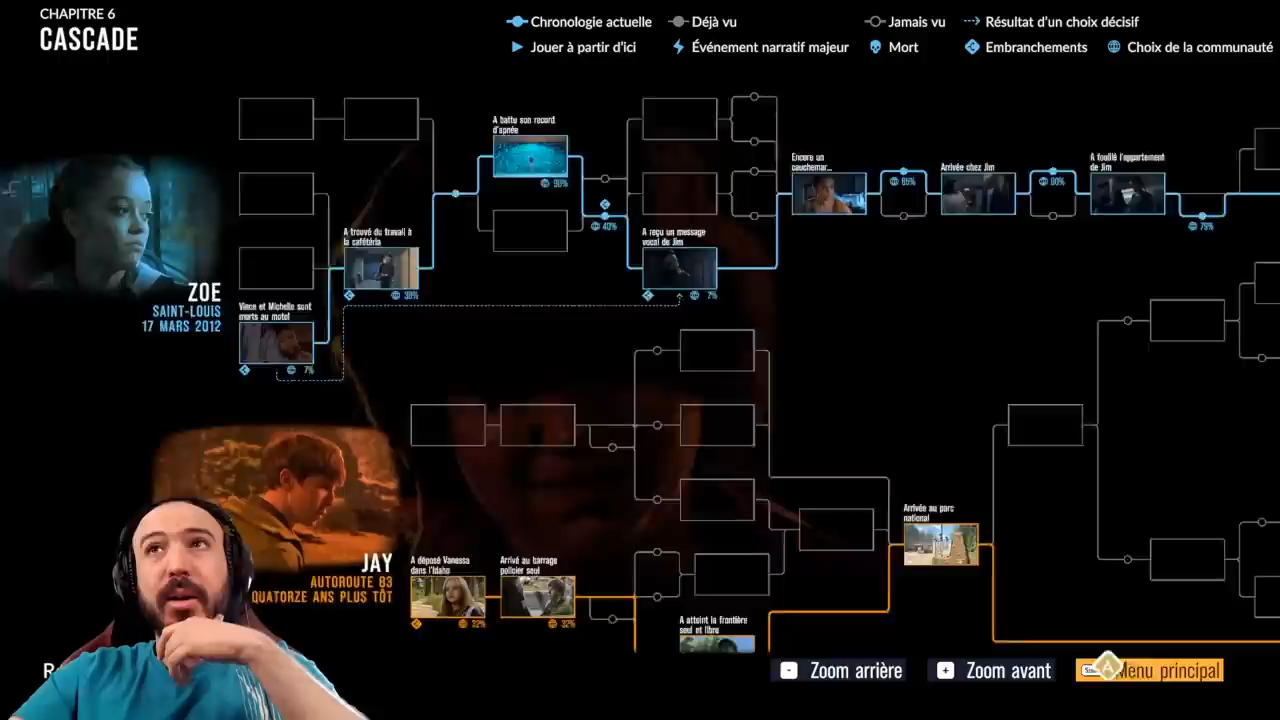 CHAPITRE 6
CASCADE
Chronologie actuelle
Déjà vu
Jamais vu
Résultat d'un choix décisif
Jouer à partir d'ici
Événement narratif majeur
Mort
Embranchements
Choix de la communauté
A battu son record
d'apnée
90%
Encore un
cauchemar...
65%
Arrivée chez Jim
80%
A fouillé l'appartement
de Jim
79%
40%
A trouvé du travail à
la cafétéria
38%
A reçu un message
vocal de Jim
7%
ZOE
SAINT-LOUIS
17 MARS 2012
Vince et Michelle sont
morts au motel
7%
Arrivée au parc
national
JAY
AUTOROUTE 83
QUATORZE ANS PLUS TÔT
A déposé Vanessa
dans l'Idaho
32%
Arrivé au barrage
policier seul
32%
A atteint la frontière
seul et libre
R
- Zoom arrière
+ Zoom avant
A
Menu principal